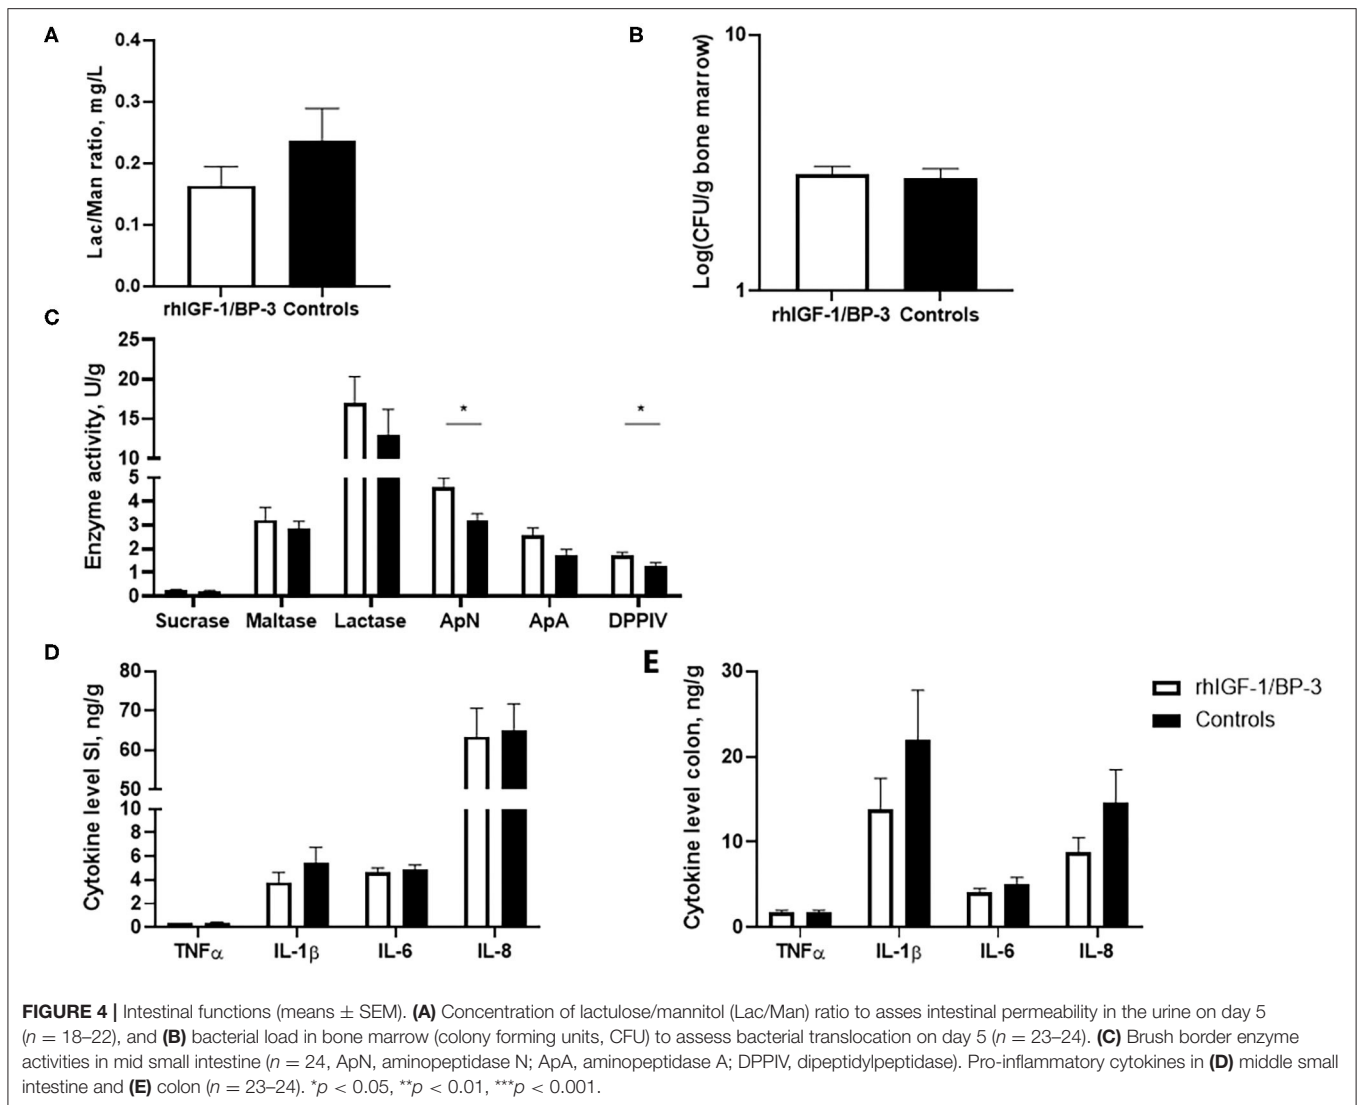 A
Lac/Man ratio, mg/L
0.4
0.3
0.2
0.1
0.0
rhIGF-1/BP-3 Controls
B
Log(CFU/g bone marrow)
10
1
rhIGF-1/BP-3 Controls
C
Enzyme activity, U/g
25
20
15
10
5
4
3
2
1
0
* *
Sucrase Maltase Lactase ApN ApA DPPIV
D
Cytokine level SI, ng/g
80
70
60
50
10
8
6
4
2
0
TNFα IL-1β IL-6 IL-8
E
Cytokine level colon, ng/g
30
20
10
0
TNFα IL-1β IL-6 IL-8
rhIGF-1/BP-3
Controls
FIGURE 4 | Intestinal functions (means ± SEM). (A) Concentration of lactulose/mannitol (Lac/Man) ratio to asses intestinal permeability in the urine on day 5
(n = 18–22), and (B) bacterial load in bone marrow (colony forming units, CFU) to assess bacterial translocation on day 5 (n = 23–24). (C) Brush border enzyme
activities in mid small intestine (n = 24, ApN, aminopeptidase N; ApA, aminopeptidase A; DPPIV, dipeptidylpeptidase). Pro-inflammatory cytokines in (D) middle small
intestine and (E) colon (n = 23–24). *p < 0.05, **p < 0.01, ***p < 0.001.